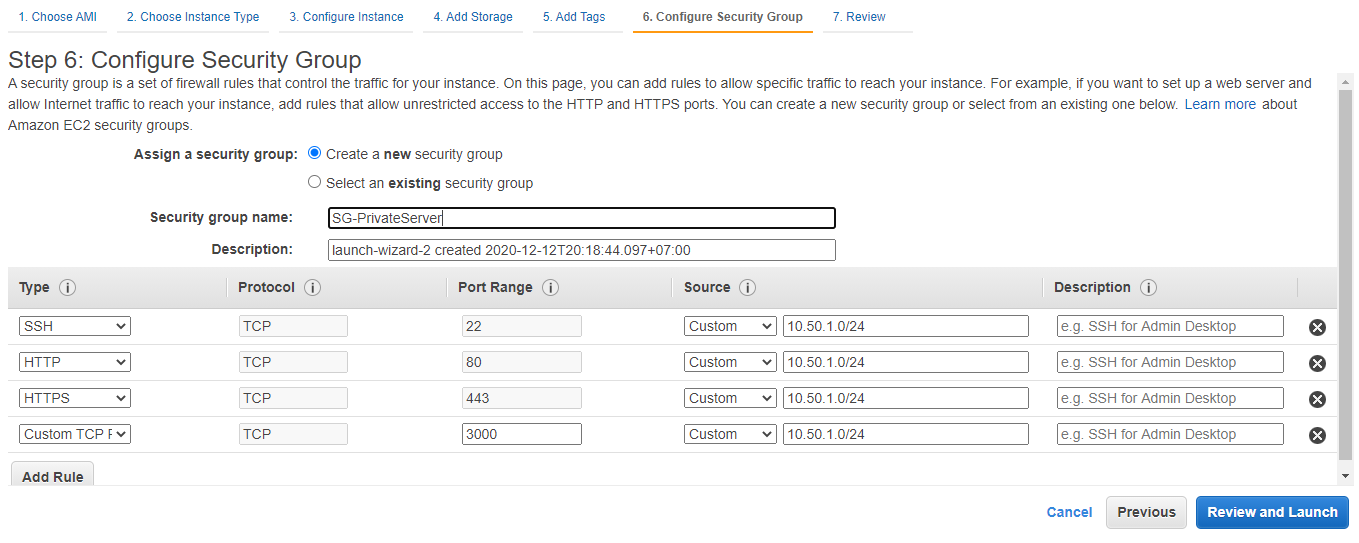 1. Choose AMI 2. Choose Instance Type 3. Configure Instance 4. Add Storage 5. Add Tags 6. Configure Security Group 7. Review
Step 6: Configure Security Group
A security group is a set of firewall rules that control the traffic for your instance. On this page, you can add rules to allow specific traffic to reach your instance. For example, if you want to set up a web server and
allow Internet traffic to reach your instance, add rules that allow unrestricted access to the HTTP and HTTPS ports. You can create a new security group or select from an existing one below. Learn more about
Amazon EC2 security groups.
Assign a security group: Create a new security group
Select an existing security group
Security group name: SG-PrivateServer
Description: launch-wizard-2 created 2020-12-12T20:18:44.097+07:00
Type i Protocol i Port Range i Source i Description i
SSH TCP 22 Custom 10.50.1.0/24 e.g. SSH for Admin Desktop
HTTP TCP 80 Custom 10.50.1.0/24 e.g. SSH for Admin Desktop
HTTPS TCP 443 Custom 10.50.1.0/24 e.g. SSH for Admin Desktop
Custom TCP F TCP 3000 Custom 10.50.1.0/24 e.g. SSH for Admin Desktop
Add Rule
Cancel Previous Review and Launch